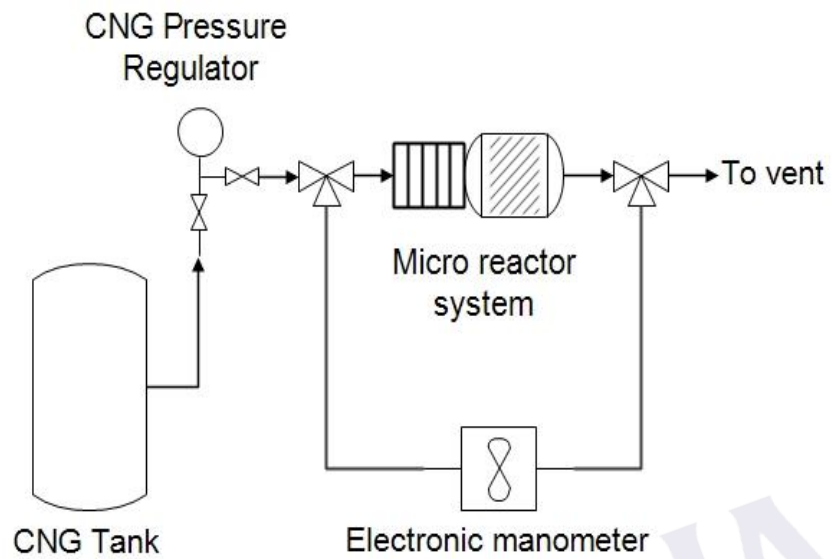 CNG Pressure
Regulator
To vent
Micro reactor
system
CNG Tank
Electronic manometer